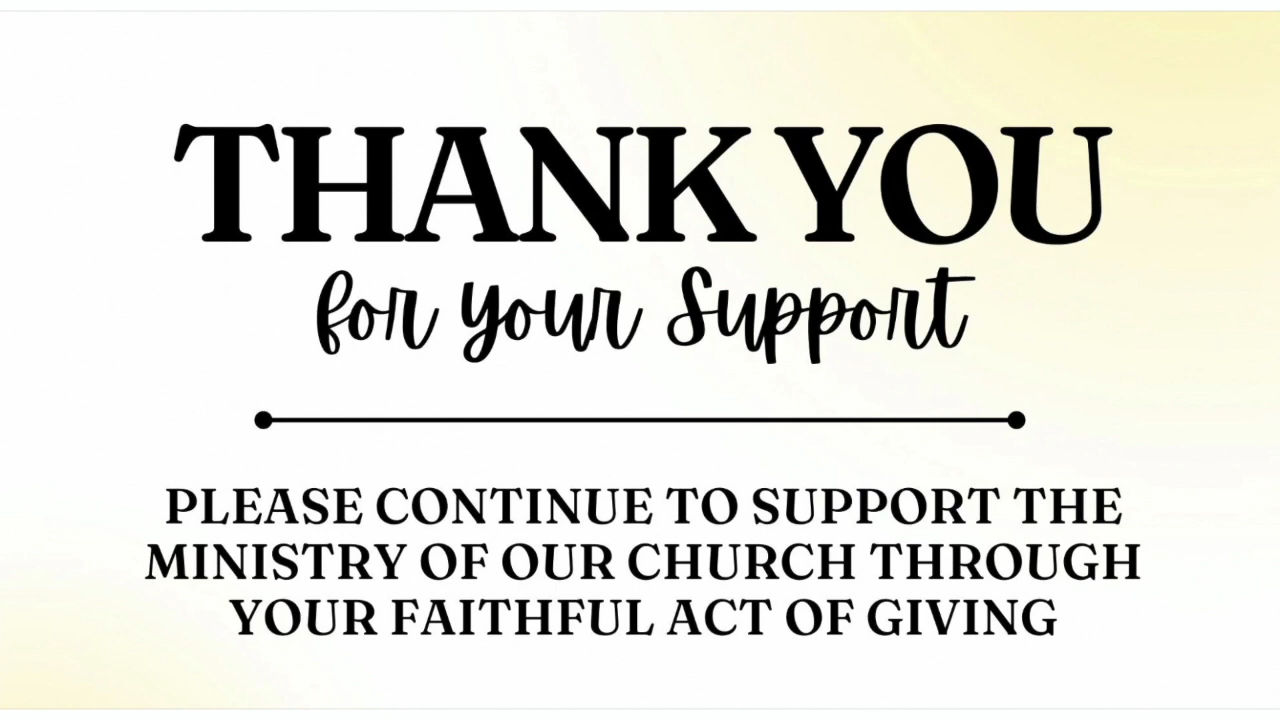 THANK YOU
for your Support
PLEASE CONTINUE TO SUPPORT THE
MINISTRY OF OUR CHURCH THROUGH
YOUR FAITHFUL ACT OF GIVING